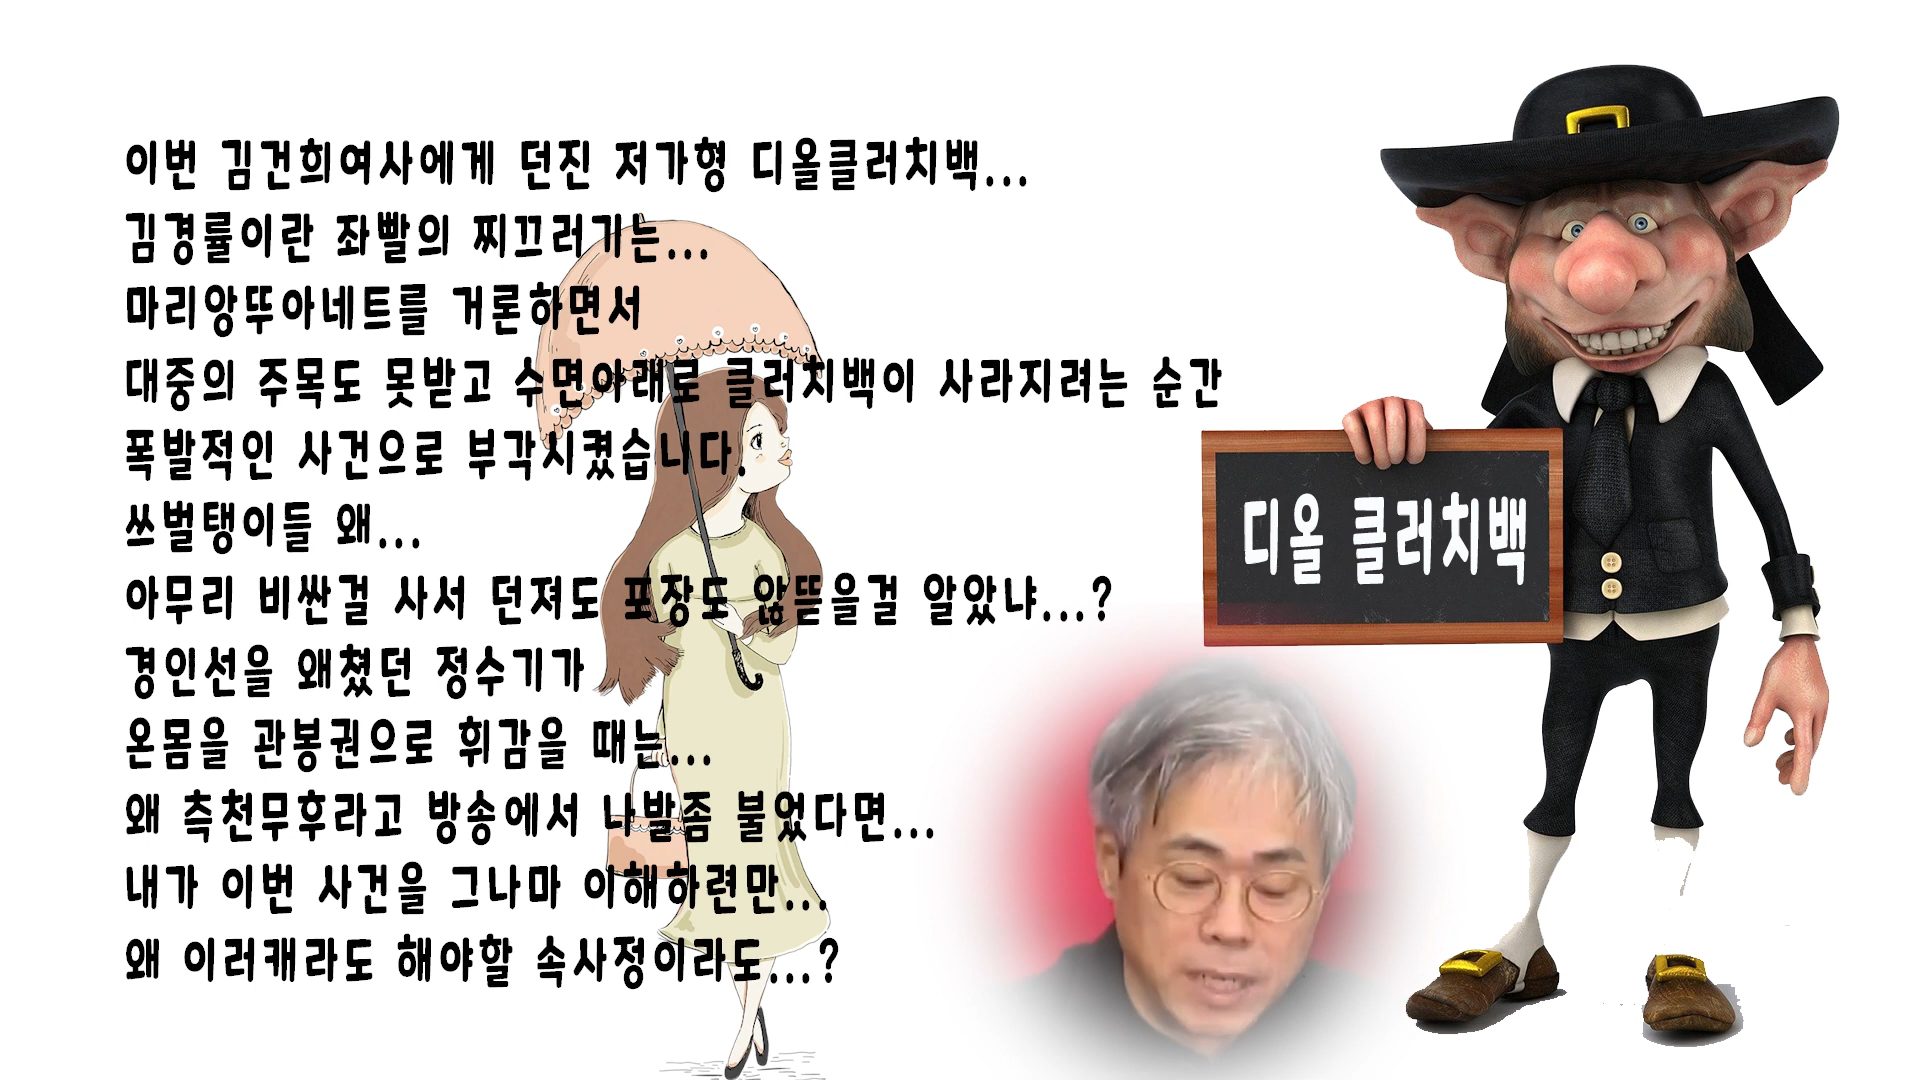 이번 김건희여사에게 던진 저가형 디올클러치백...
김경률이란 좌빨의 찌끄러기는...
마리앙뚜아네트를 거론하면서
대중의 주목도 못받고 수면아래로 클러치백이 사라지려는 순간
폭발적인 사건으로 부각시켰습니다.
쓰벌탱이들 왜...
아무리 비싼걸 사서 던져도 포장도 않뜯을걸 알았냐...?
경인선을 왜쳤던 정수기가
온몸을 관봉권으로 휘감을 때는...
왜 측천무후라고 방송에서 나발좀 불었다면...
내가 이번 사건을 그나마 이해하련만...
왜 이러캐라도 해야할 속사정이라도...?
디올 클러치백